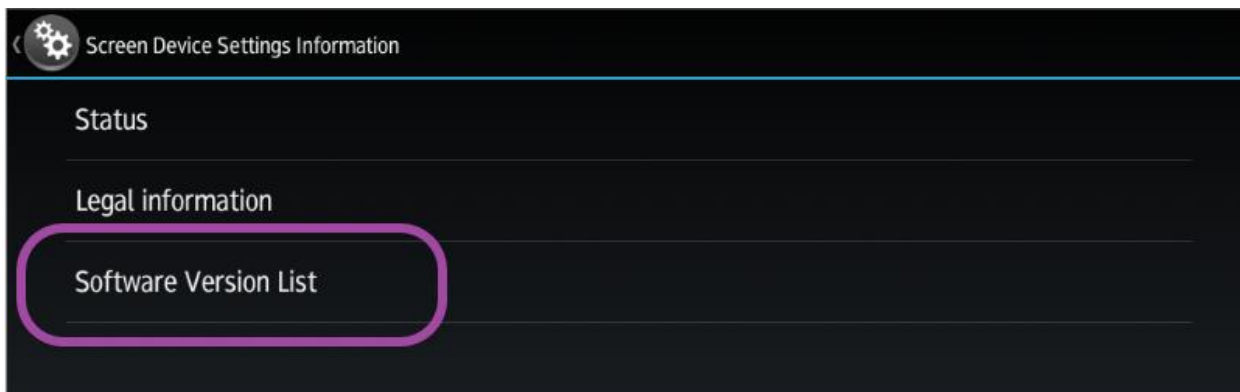 Screen Device Settings Information
Status
Legal information
Software Version List